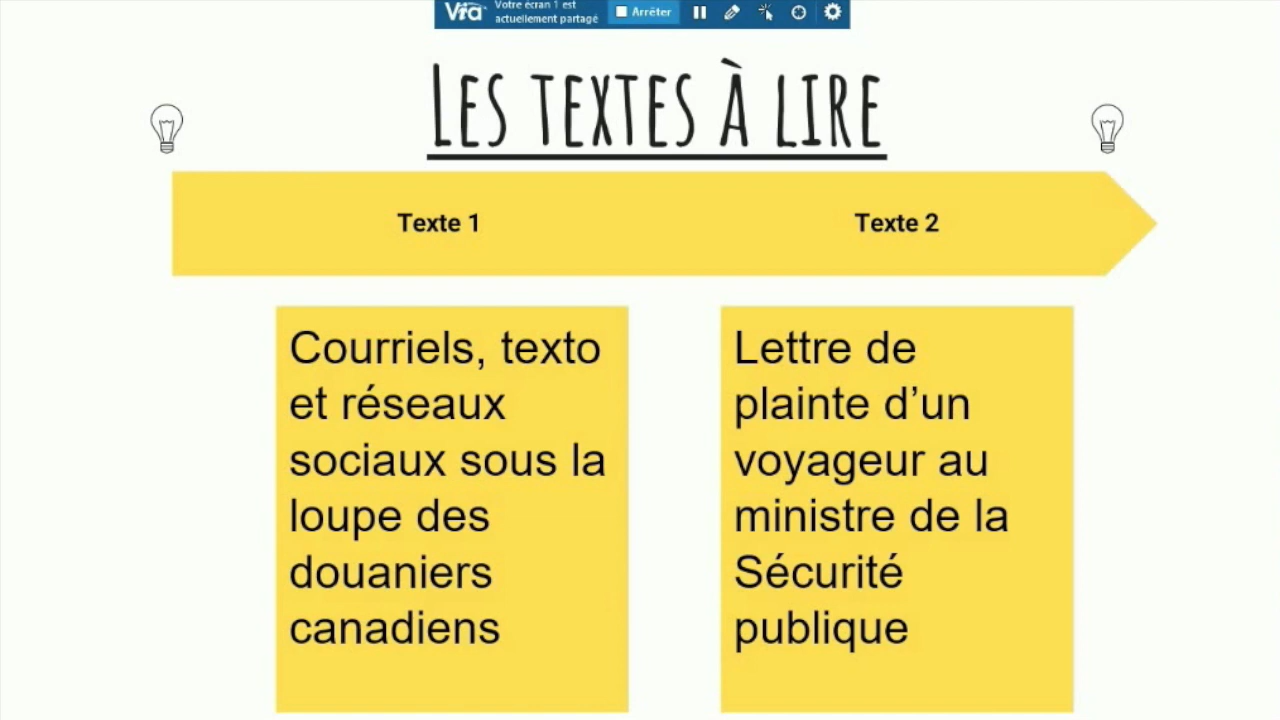 Via
Votre écran 1 est
actuellement partagé
Arrêter
LES TEXTES À LIRE
Texte 1
Texte 2
Courriels, texto
et réseaux
sociaux sous la
loupe des
douaniers
canadiens
Lettre de
plainte d’un
voyageur au
ministre de la
Sécurité
publique